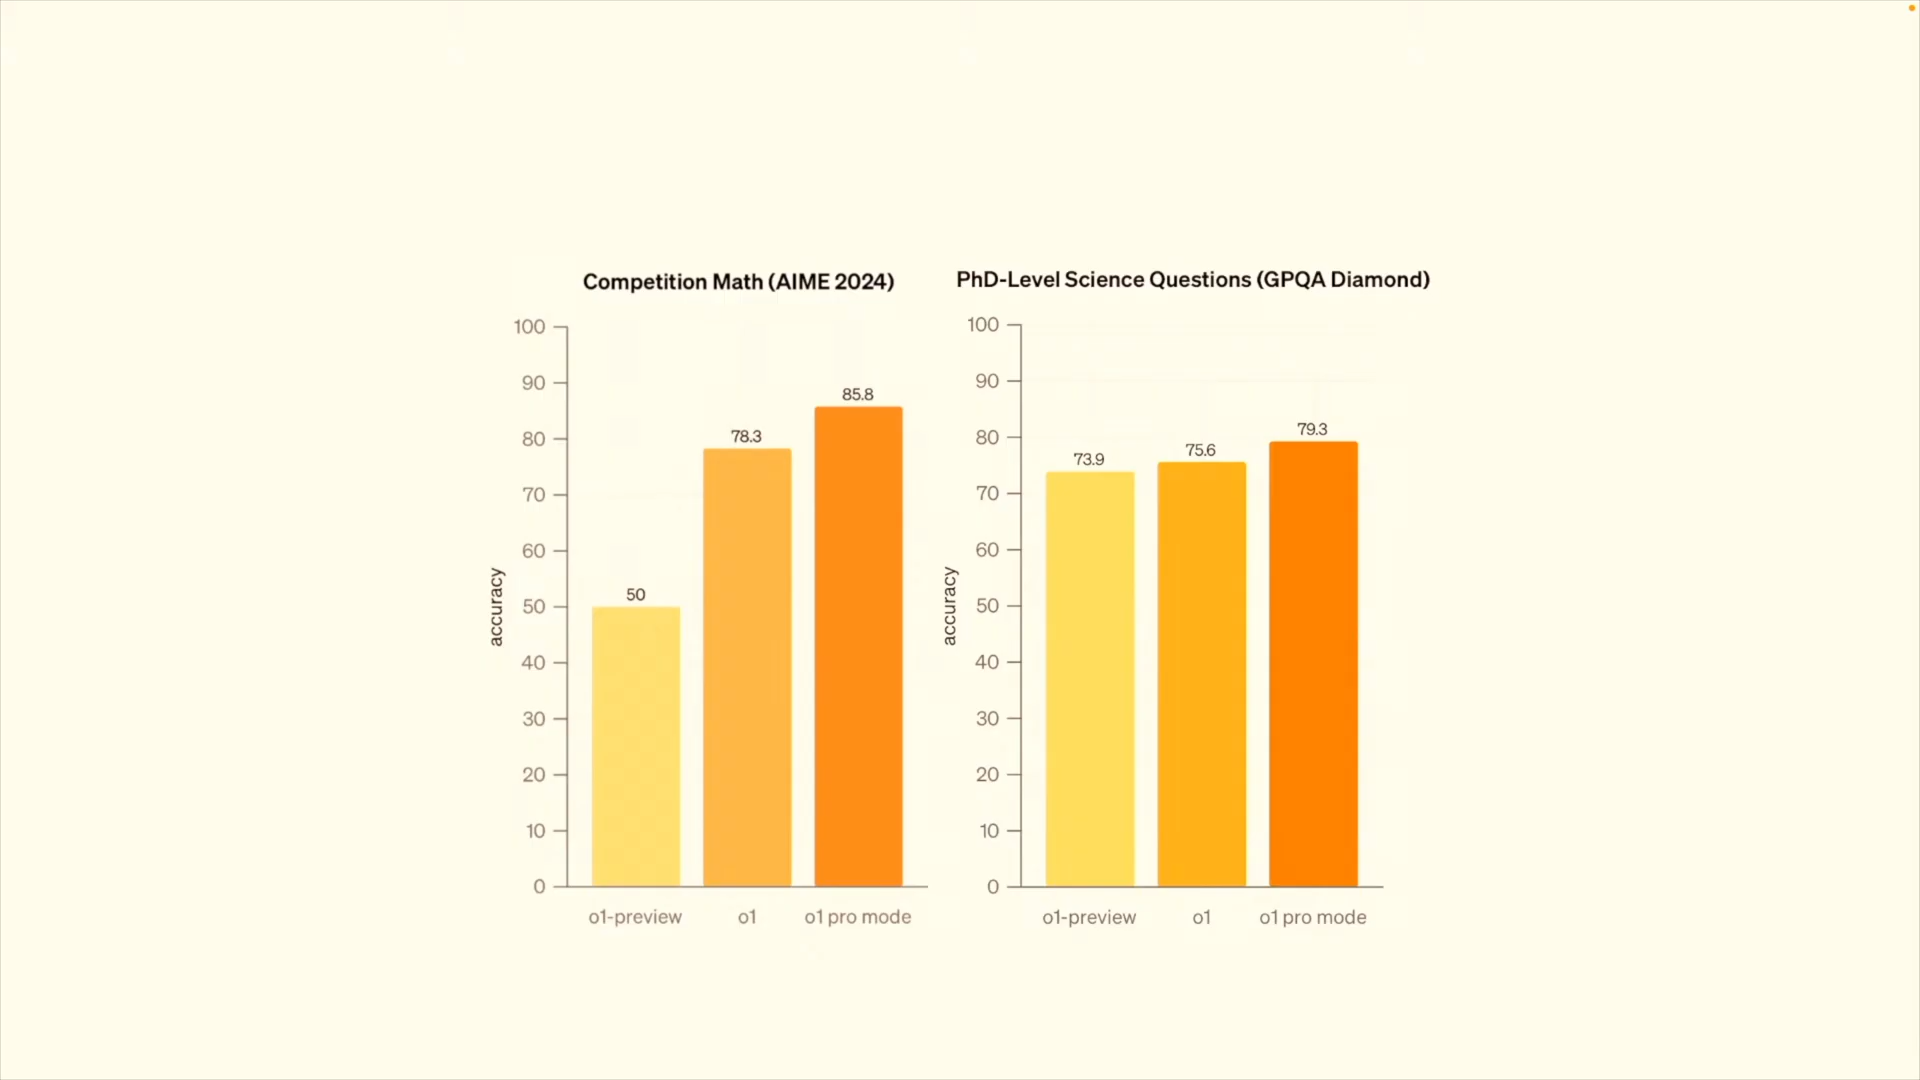 Competition Math (AIME 2024)
100
90
80
70
60
50
40
30
20
10
0
accuracy
50
78.3
85.8
o1-preview
o1
o1 pro mode
PhD-Level Science Questions (GPQA Diamond)
100
90
80
70
60
50
40
30
20
10
0
accuracy
73.9
75.6
79.3
o1-preview
o1
o1 pro mode